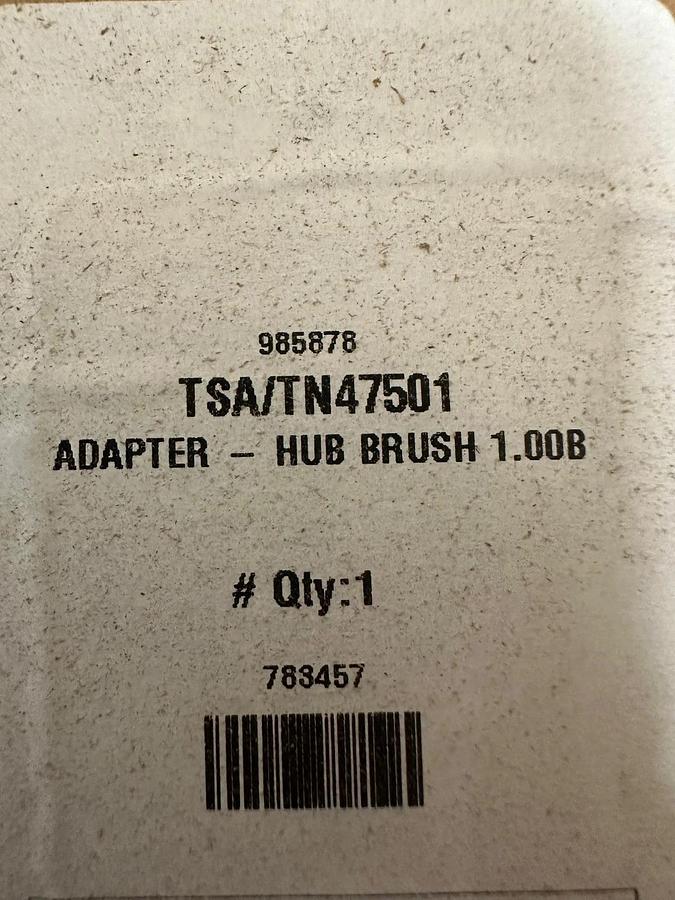 985878
TSA/TN47501
ADAPTER – HUB BRUSH 1.00B
# Qty:1
783457